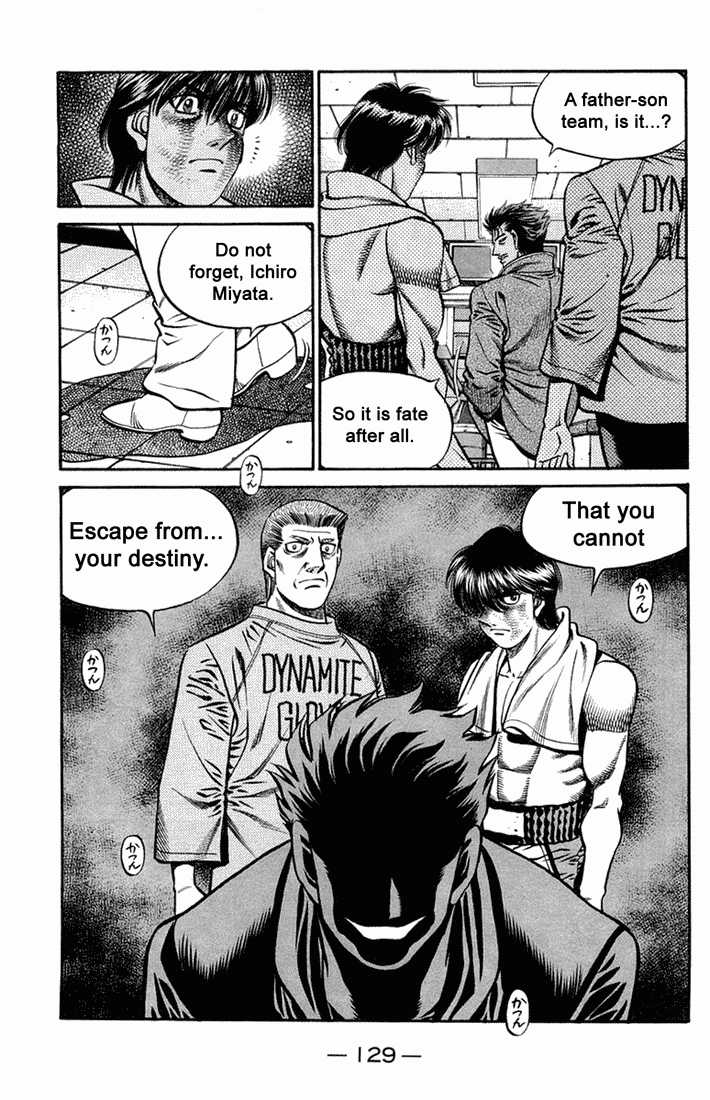 A father-son
team, is it...?
DYN
GL
So it is fate
after all.
Do not
forget, Ichiro
Miyata.
かつん
かつん
かつん
That you
cannot
Escape from...
your destiny.
DYNAMITE
GLOV
かつん
かつん
かつん
かつん
— 129 —